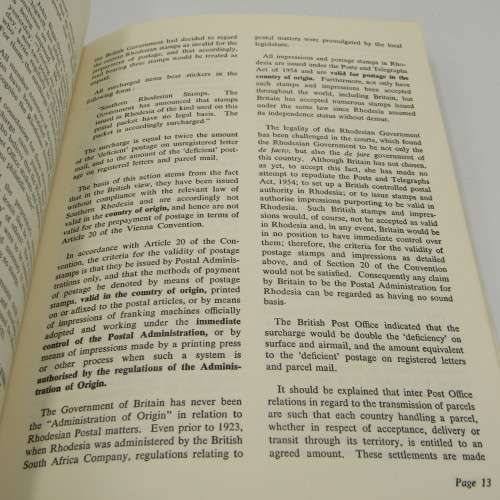 the British Government had decided to regard
the current Rhodesian stamps as invalid for the
prepayment of postage, and that accordingly,
mail bearing these stamps would be treated as
All surcharged items bear stickers in the
following form:
"Southern Rhodesian Stamps. The
Government has announced that stamps
issued in Rhodesia of the kind used on this
postal packet have no legal basis. The
Packet is accordingly surcharged."
The surcharge is equal to twice the amount
of the 'deficient' postage on unregistered letter
mail, and to the amount of the 'deficient' post-
age on registered letters and parcel mail.
The basis of this action stems from the fact
that in the British view, they have been issued
without compliance with the relevant law of
Southern Rhodesia and are accordingly not
valid in the country of origin, and hence are not
valid for the prepayment of postage in terms of
Article 20 of the Vienna Convention.
In accordance with Article 20 of the Con-
vention, the criteria for the validity of postage
stamps is that they be issued by Postal Adminis-
trations only, and that the methods of payment
of postage be denoted by means of postage
stamps, valid in the country of origin, printed
on or affixed to the postal articles, or by means
of impressions of franking machines officially
adopted and working under the immediate
control of the Postal Administration, or by
means of impressions made by a printing press
or other process when such a system is
authorised by the regulations of the Adminis-
tration of Origin.
The Government of Britain has never been
the "Administration of Origin" in relation to
Rhodesian Postal matters. Even prior to 1923,
when Rhodesia was administered by the British
South Africa Company, regulations relating to
postal matters were promulgated by the local
legislature.
All impressions and postage stamps in Rho-
desia are issued under the Posts and Telegraphs
Act of 1954 and are valid for postage in the
country of origin. Furthermore, not only have
such stamps and impressions been accepted
throughout the world, including Britain, but
Britain has accepted numerous stamps issued
under the same law since Rhodesia assumed
its independence status without demur.
The legality of the Rhodesian Government
has been challenged in the courts, which found
the Rhodesian Government to be not only the
de facto, but also the de jure government of
this country. Although Britain has not chosen,
as yet, to accept this fact, she has made no
attempt to repudiate the Posts and Telegraphs
Act, 1954; to set up a British controlled postal
authority in Rhodesia; or to issue stamps and
authorise impressions purporting to be valid in
Rhodesia. Such British stamps and impres-
sions would, of course, not be accepted as valid
in Rhodesia and, in any event, Britain would be
in no position to have immediate control over
them; therefore, the criteria for the validity of
postage stamps and impressions as detailed
above, and of Section 20 of the Convention
would not be satisfied. Consequently any claim
by Britain to be the Postal Administration for
Rhodesia can be regarded as having no sound
basis.
The British Post Office indicated that the
surcharge would be double the 'deficiency' on
surface and airmail, and the amount equivalent
to the 'deficient' postage on registered letters
and parcel mail.
It should be explained that inter Post Office
relations in regard to the transmission of parcels
are such that each country handling a parcel,
whether in respect of acceptance, delivery or
transit through its territory, is entitled to an
agreed amount. These settlements are made
Page 13